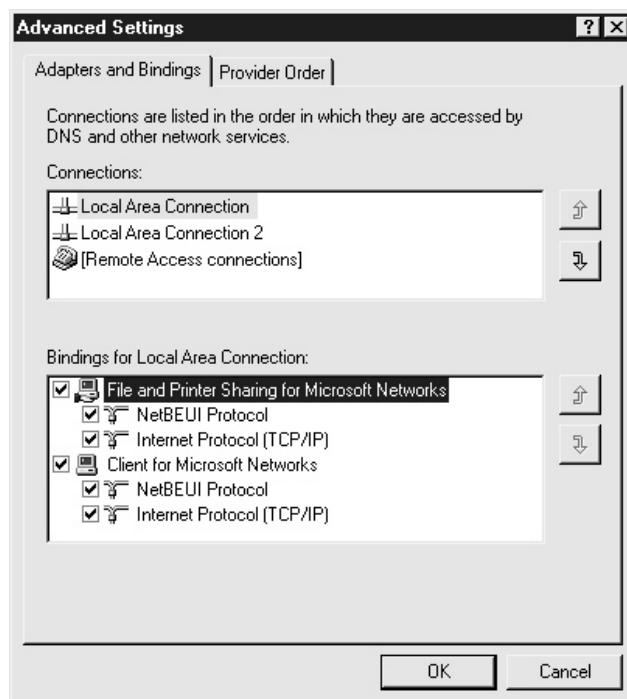 Advanced Settings
Adapters and Bindings
Provider Order
Connections are listed in the order in which they are accessed by
DNS and other network services.
Connections:
Local Area Connection
Local Area Connection 2
[Remote Access connections]
Bindings for Local Area Connection:
File and Printer Sharing for Microsoft Networks
NetBEUI Protocol
Internet Protocol (TCP/IP)
Client for Microsoft Networks
NetBEUI Protocol
Internet Protocol (TCP/IP)
OK
Cancel